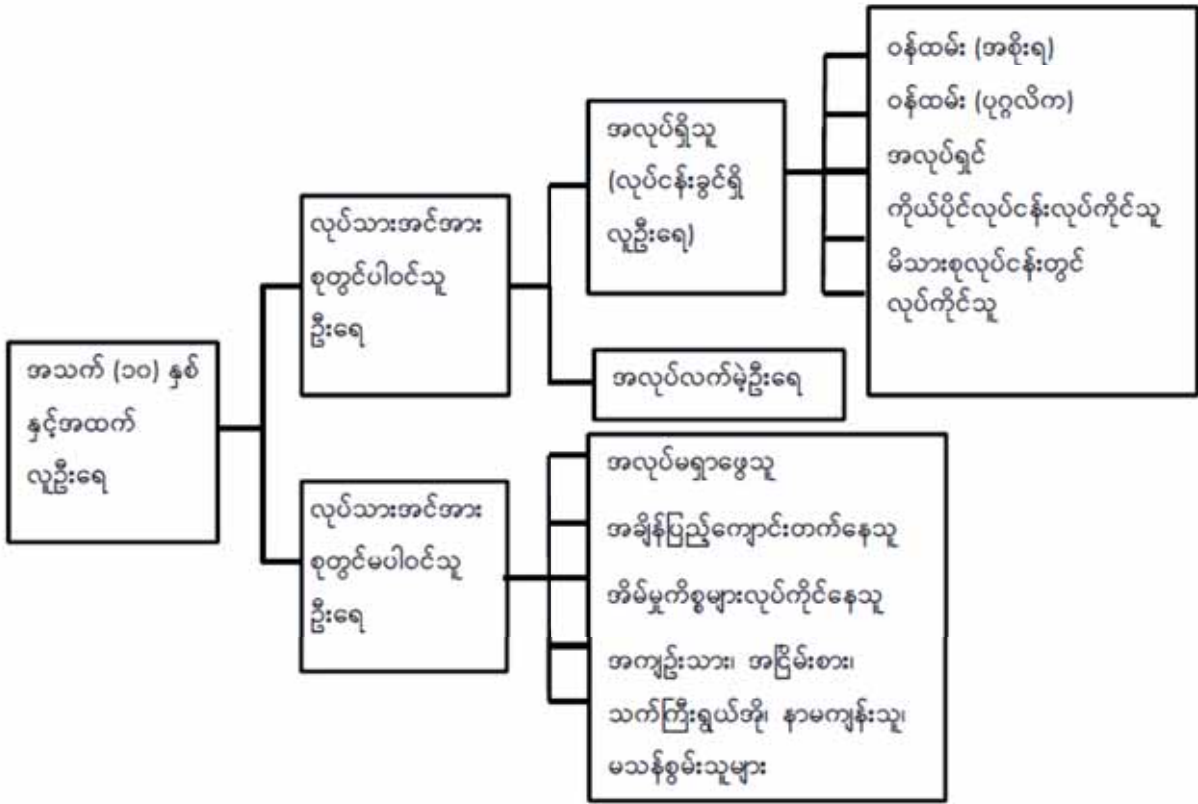 အသက် (၁၀) နှစ်
နှင့်အထက်
လူဦးရေ
လုပ်သားအင်အား
စုတွင်ပါဝင်သူ
ဦးရေ
လုပ်သားအင်အား
စုတွင်မပါဝင်သူ
ဦးရေ
အလုပ်ရှိသူ
(လုပ်ငန်းခွင်ရှိ
လူဦးရေ)
အလုပ်လက်မဲ့ဦးရေ
ဝန်ထမ်း (အစိုးရ)
ဝန်ထမ်း (ပုဂ္ဂလိက)
အလုပ်ရှင်
ကိုယ်ပိုင်လုပ်ငန်းလုပ်ကိုင်သူ
မိသားစုလုပ်ငန်းတွင်
လုပ်ကိုင်သူ
အလုပ်မရှာဖွေသူ
အချိန်ပြည့်ကျောင်းတက်နေသူ
အိမ်မှုကိစ္စများလုပ်ကိုင်နေသူ
အကျဉ်းသား၊ အငြိမ်းစား၊
သက်ကြီးရွယ်အို၊ နာမကျန်းသူ၊
မသန်စွမ်းသူများ